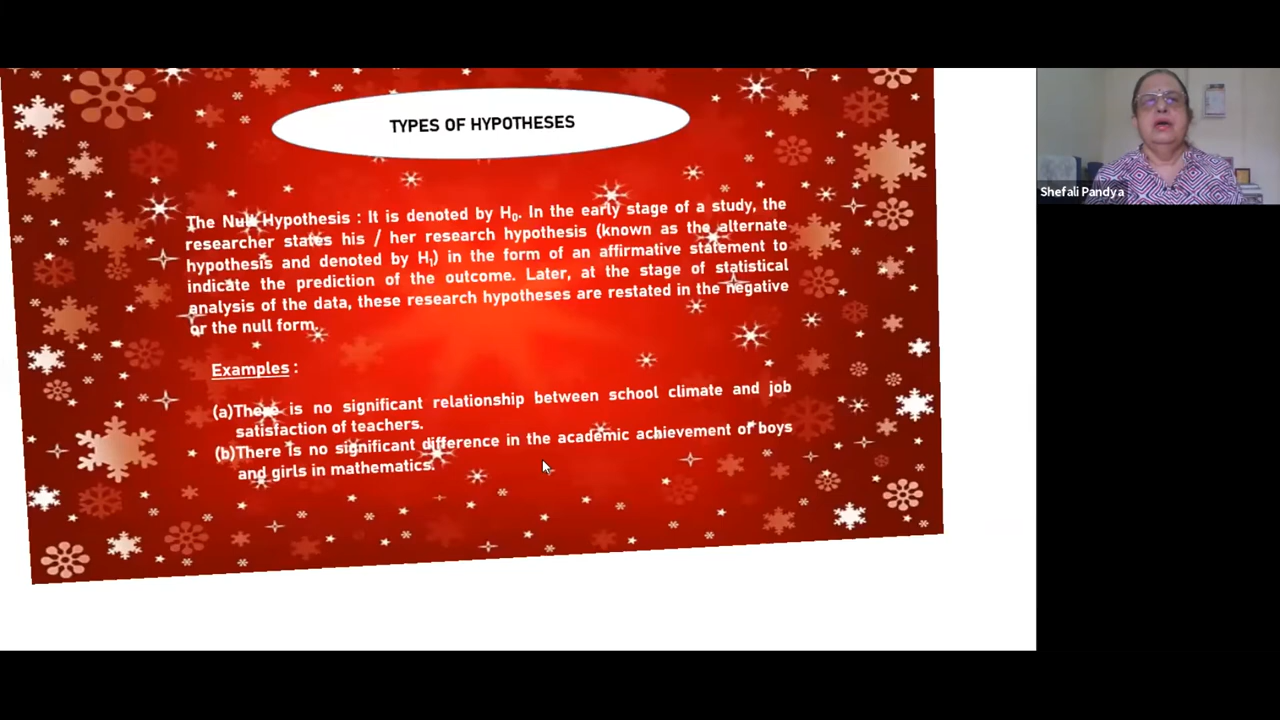 TYPES OF HYPOTHESES
The Null Hypothesis : It is denoted by H₀. In the early stage of a study, the
researcher states his / her research hypothesis (known as the alternate
hypothesis and denoted by H₁) in the form of an affirmative statement to
indicate the prediction of the outcome. Later, at the stage of statistical
analysis of the data, these research hypotheses are restated in the negative
or the null form.
Examples :
(a)There is no significant relationship between school climate and job
satisfaction of teachers.
(b)There is no significant difference in the academic achievement of boys
and girls in mathematics.
Shefali Pandya